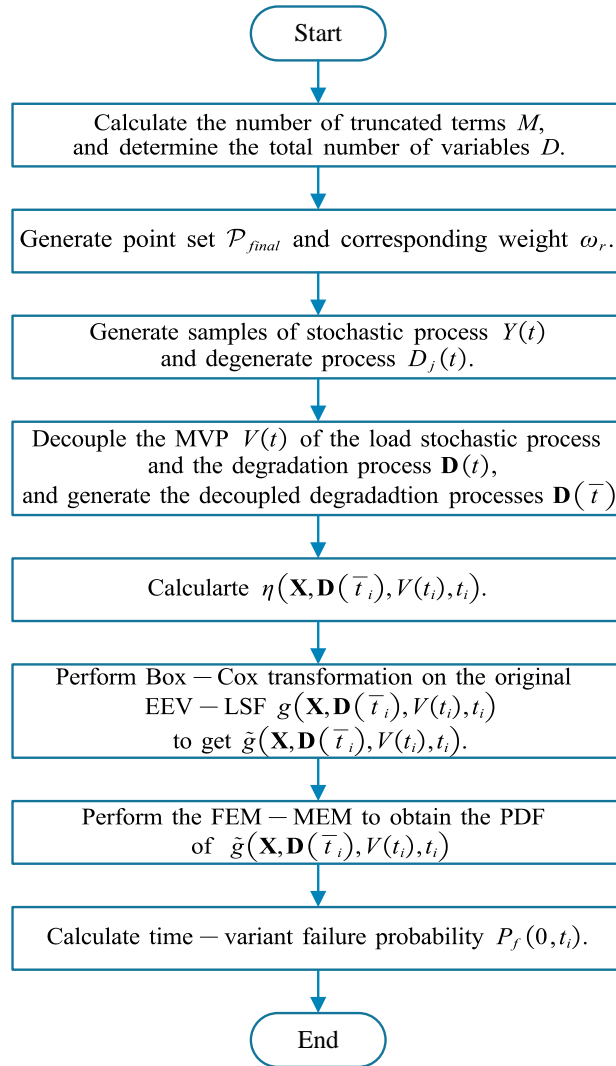 Start
Calculate the number of truncated terms M,
and determine the total number of variables D.
Generate point set 𝒫_final and corresponding weight ω_r.
Generate samples of stochastic process Y(t)
and degenerate process D_j(t).
Decouple the MVP V(t) of the load stochastic process
and the degradation process D(t),
and generate the decoupled degradadtion processes D(t̅)
Calcularte η(X, D(t̅_i), V(t_i), t_i).
Perform Box − Cox transformation on the original
EEV − LSF g(X, D(t̅_i), V(t_i), t_i)
to get g̃(X, D(t̅_i), V(t_i), t_i).
Perform the FEM − MEM to obtain the PDF
of g̃(X, D(t̅_i), V(t_i), t_i)
Calculate time − variant failure probability P_f(0, t_i).
End